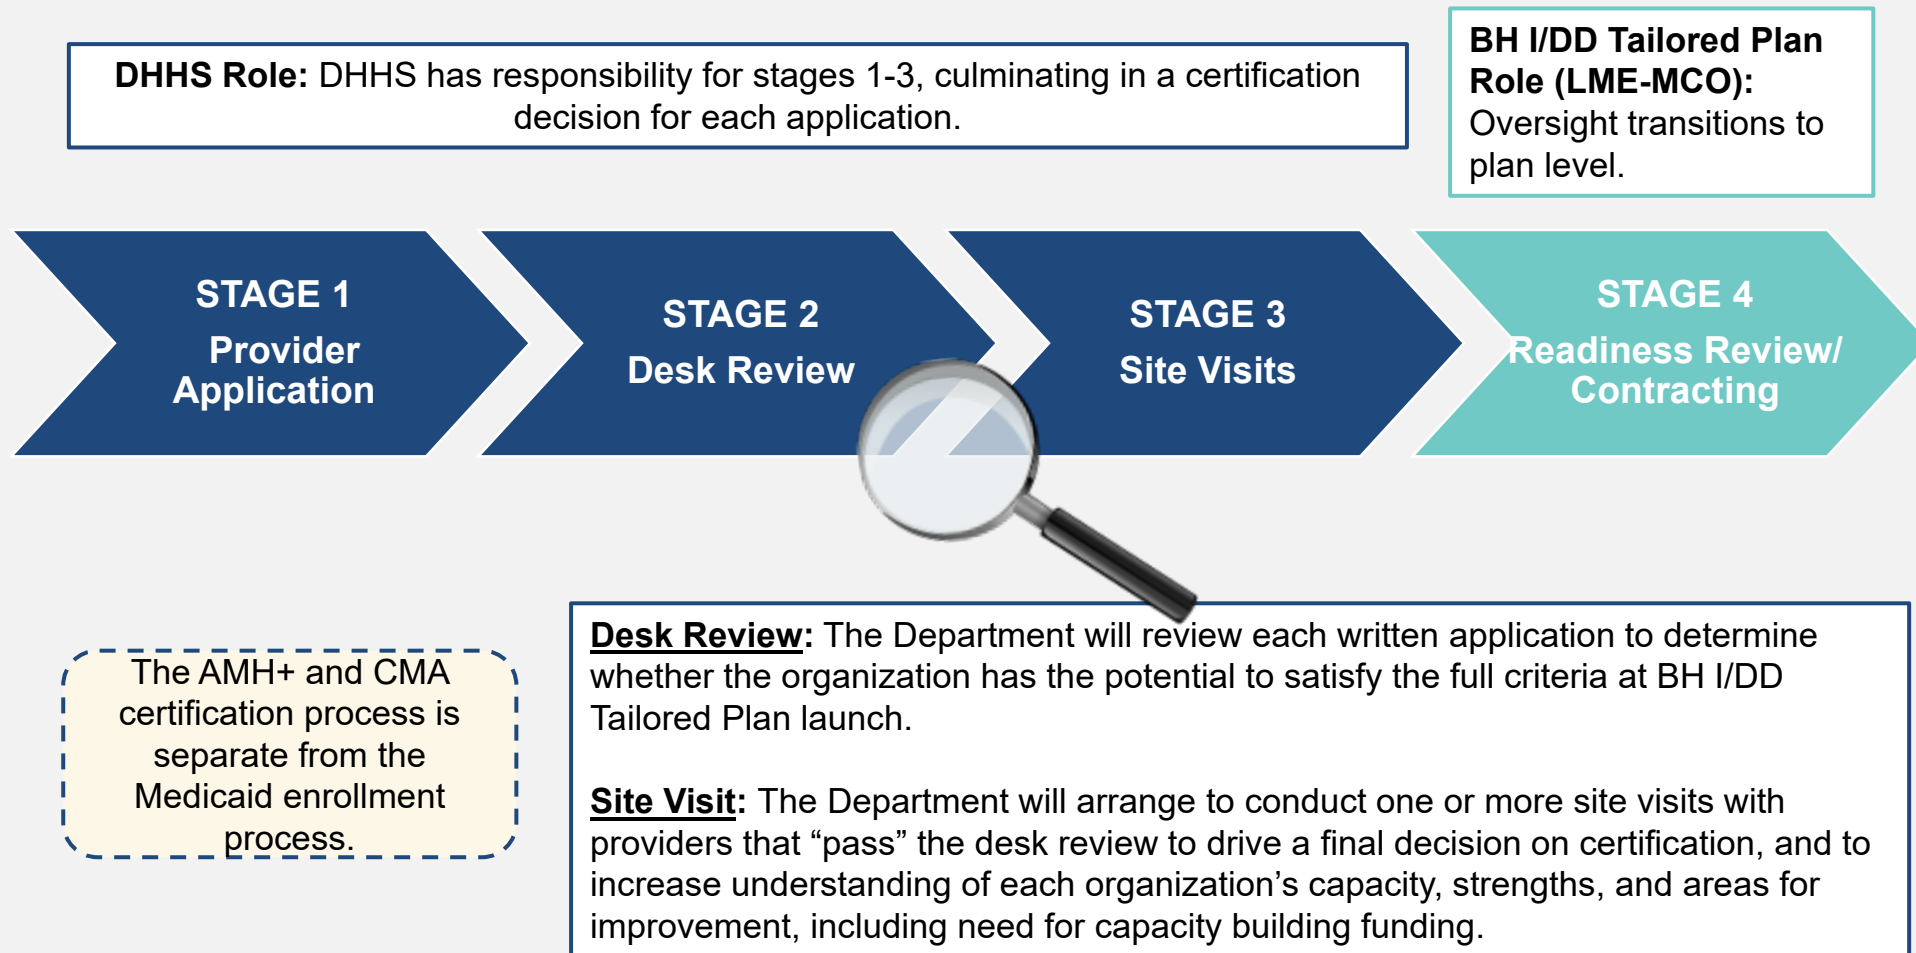 DHHS Role: DHHS has responsibility for stages 1-3, culminating in a certification
decision for each application.
BH I/DD Tailored Plan
Role (LME-MCO):
Oversight transitions to
plan level.
STAGE 1
Provider
Application
STAGE 2
Desk Review
STAGE 3
Site Visits
STAGE 4
Readiness Review/
Contracting
The AMH+ and CMA
certification process is
separate from the
Medicaid enrollment
process.
Desk Review: The Department will review each written application to determine
whether the organization has the potential to satisfy the full criteria at BH I/DD
Tailored Plan launch.
Site Visit: The Department will arrange to conduct one or more site visits with
providers that “pass” the desk review to drive a final decision on certification, and to
increase understanding of each organization’s capacity, strengths, and areas for
improvement, including need for capacity building funding.